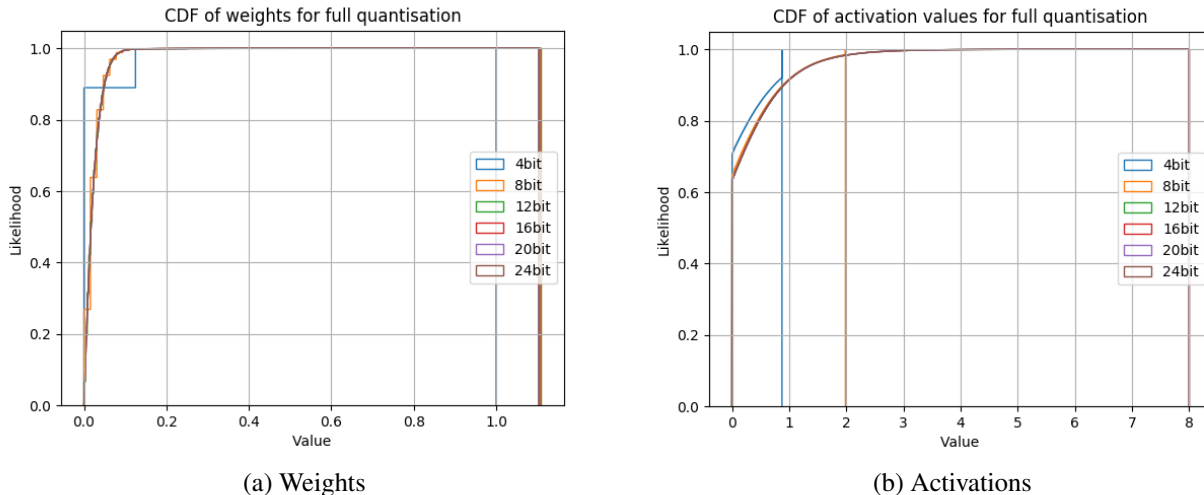 CDF of weights for full quantisation
1.0
0.8
0.6
0.4
0.2
0.0
Likelihood
0.0 0.2 0.4 0.6 0.8 1.0
Value
4bit
8bit
12bit
16bit
20bit
24bit
(a) Weights
CDF of activation values for full quantisation
1.0
0.8
0.6
0.4
0.2
0.0
Likelihood
0 1 2 3 4 5 6 7 8
Value
4bit
8bit
12bit
16bit
20bit
24bit
(b) Activations